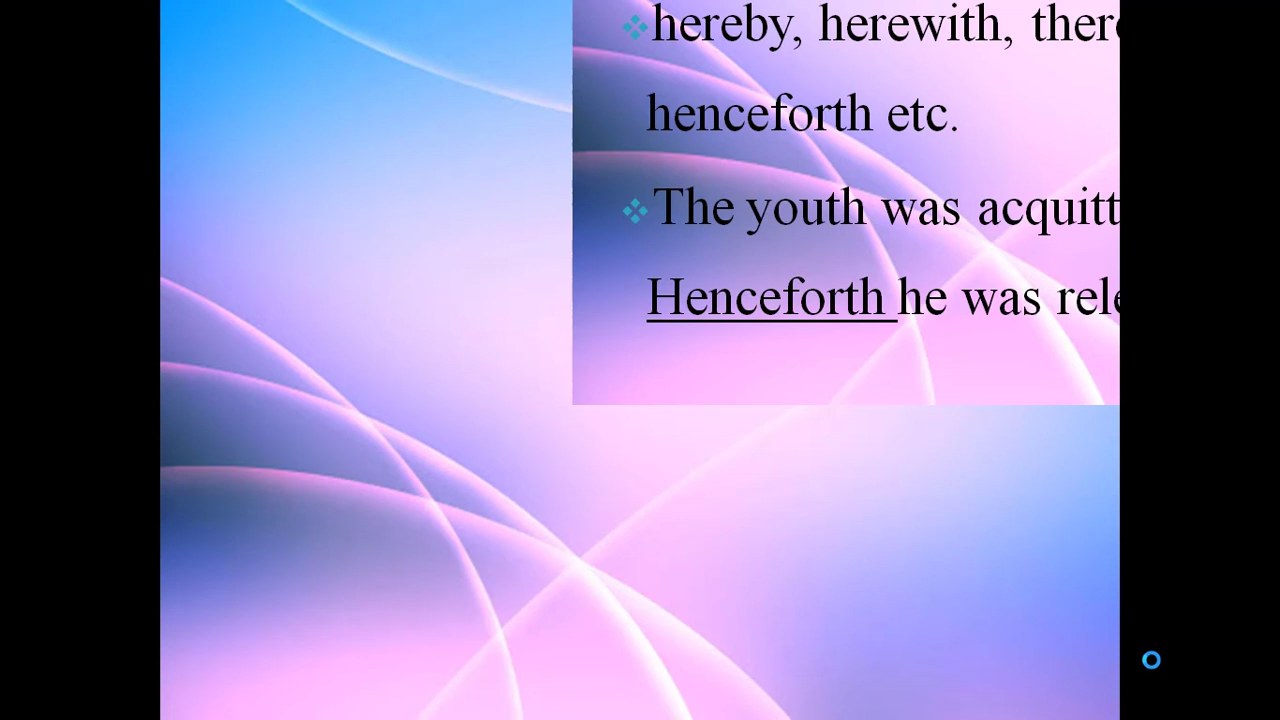 hereby, herewith,
henceforth etc.
The youth was
Henceforth he was